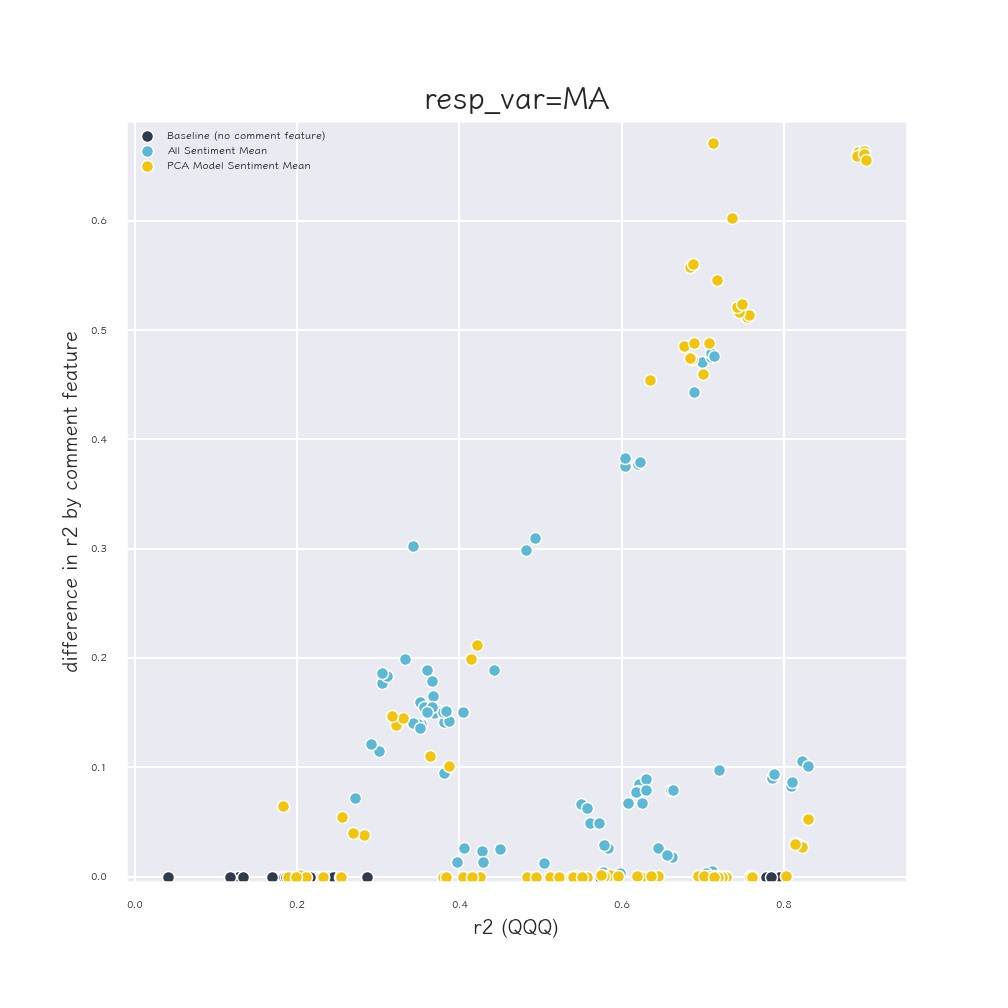 resp_var=MA
Baseline (no comment feature)
All Sentiment Mean
PCA Model Sentiment Mean
0.6
0.5
0.4
0.3
0.2
0.1
0.0
difference in r2 by comment feature
0.0 0.2 0.4 0.6 0.8
r2 (QQQ)